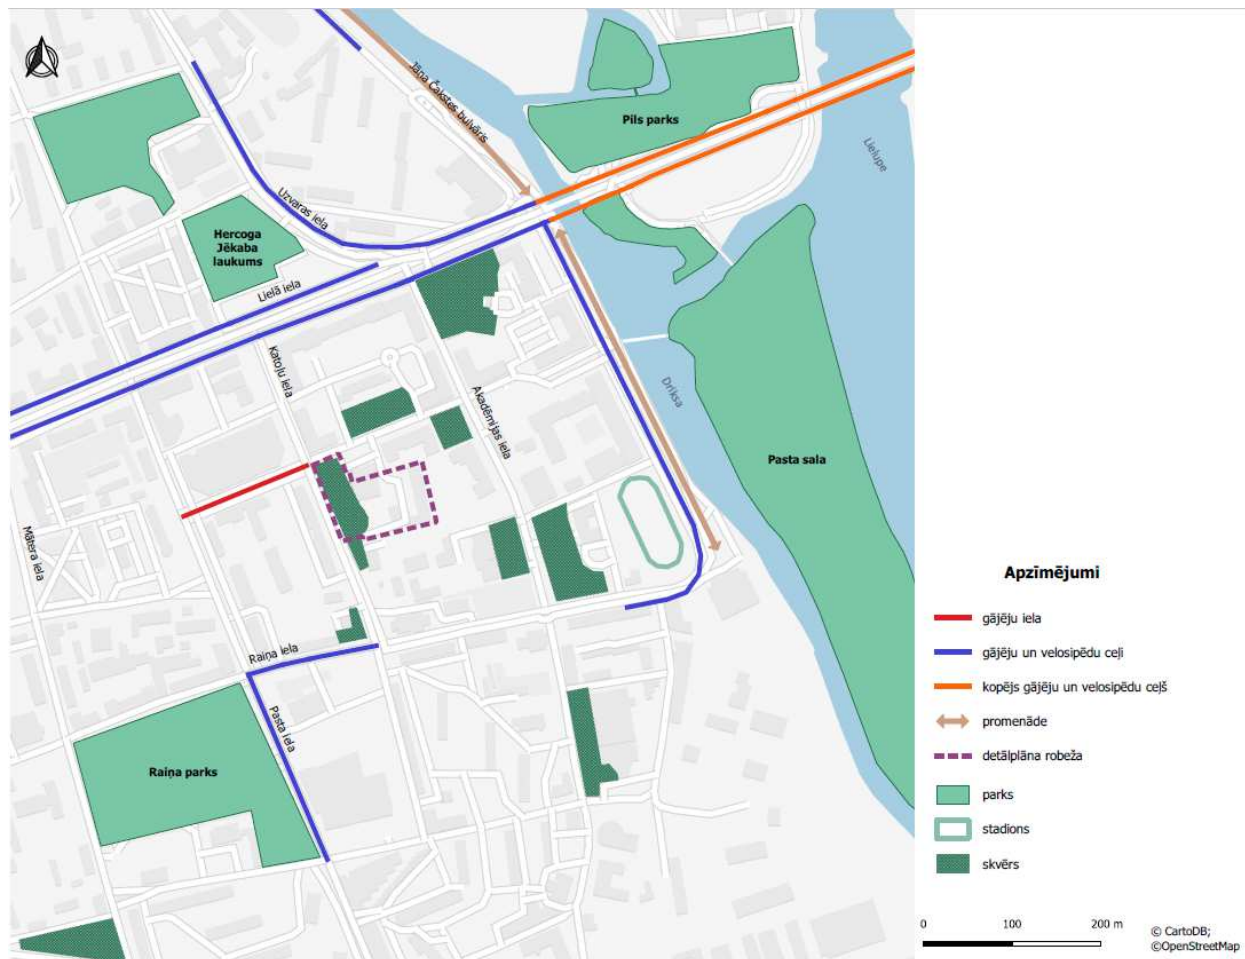 Jāņa Čakstes bulvāris
Pils parks
Lielupe
Uzvaras iela
Hercoga
Jēkaba
laukums
Lielā iela
Katoļu iela
Akadēmijas iela
Driksa
Pasta sala
Mātera iela
Raiņa iela
Pasta iela
Raiņa parks
Apzīmējumi
gājēju iela
gājēju un velosipēdu ceļi
kopējs gājēju un velosipēdu ceļš
promenāde
detālplāna robeža
parks
stadions
skvērs
0 100 200 m
© CartoDB;
©OpenStreetMap